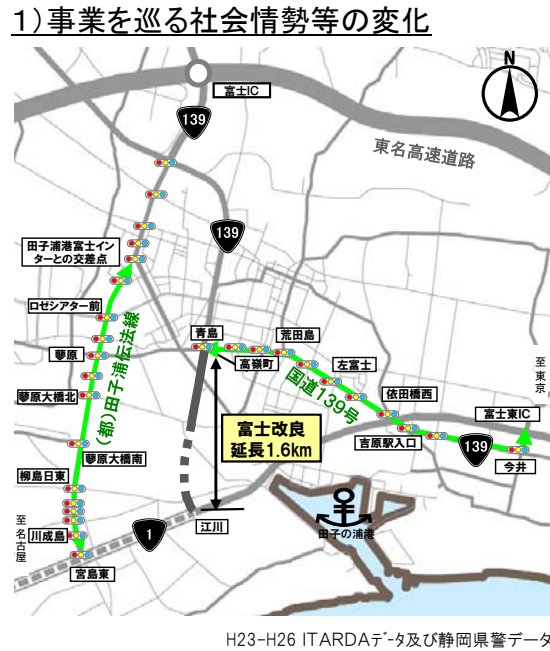 1)事業を巡る社会情勢等の変化
富士IC
N
139
東名高速道路
139
田子浦港富士イン
ターとの交差点
ロゼシアター前
青島
荒田島
蓼原
高嶺町
左富士
(都)田子浦伝法線
国道139号
至東京
蓼原大橋北
依田橋西
富士東IC
富士改良
延長1.6km
吉原駅入口
139
今井
蓼原大橋南
柳島日東
至名古屋
川成島
1
江川
田子の浦港
宮島東
H23-H26 ITARDAデータ及び静岡県警データ